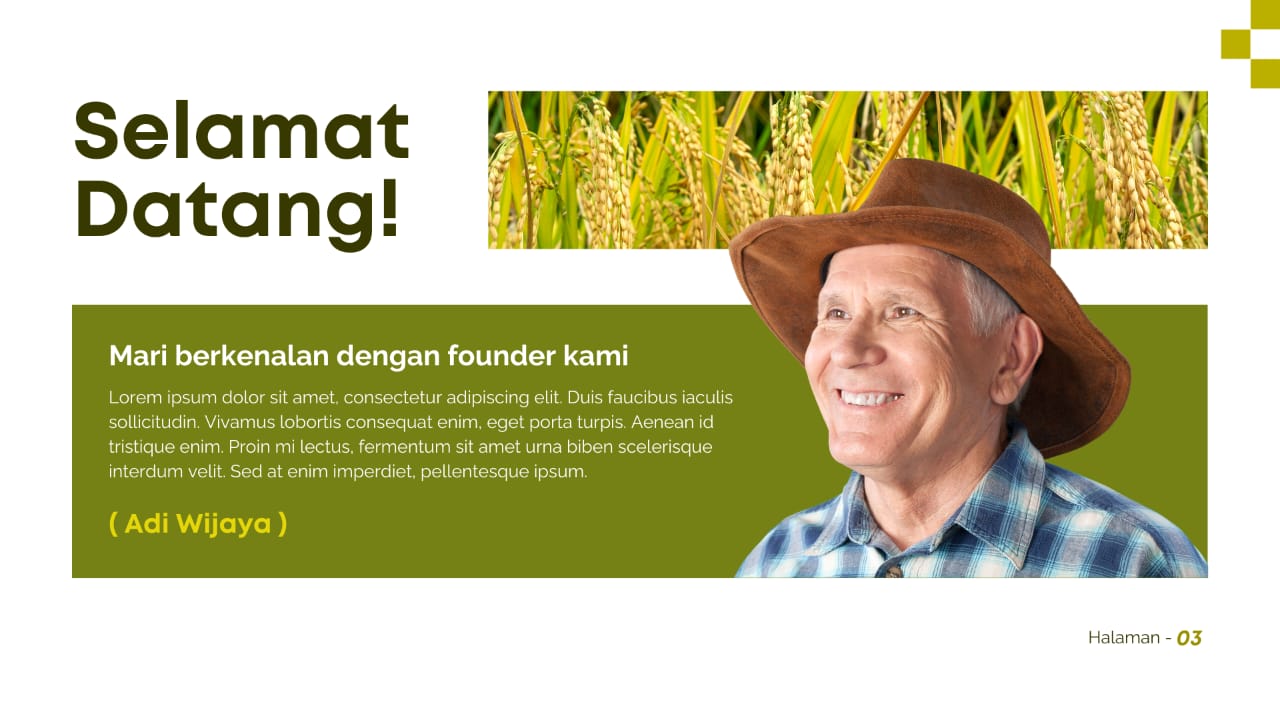 Selamat
Datang!
Mari berkenalan dengan founder kami
Lorem ipsum dolor sit amet, consectetur adipiscing elit. Duis faucibus iaculis
sollicitudin. Vivamus lobortis consequat enim, eget porta turpis. Aenean id
tristique enim. Proin mi lectus, fermentum sit amet urna biben scelerisque
interdum velit. Sed at enim imperdiet, pellentesque ipsum.
( Adi Wijaya )
Halaman - 03